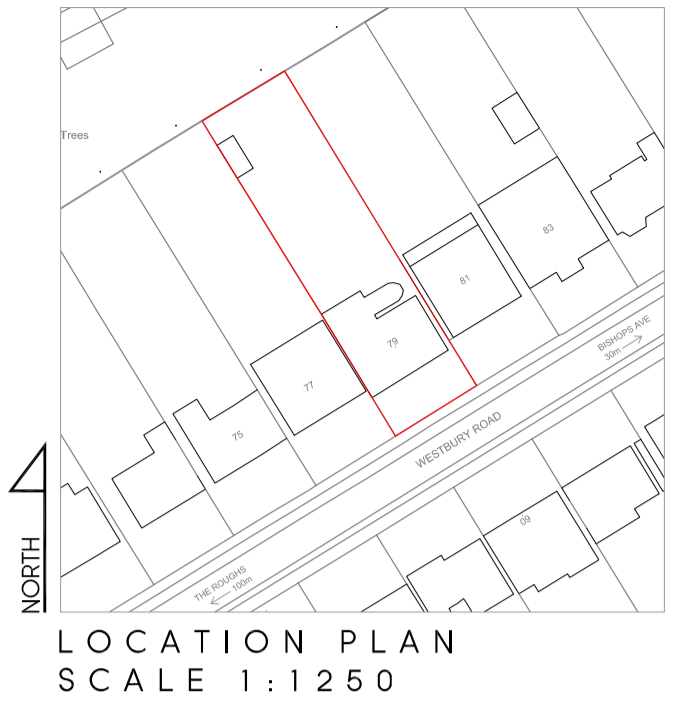 Trees
83
81
79
77
75
BISHOPS AVE
30m
WESTBURY ROAD
09
THE ROUGHS
100m
NORTH
LOCATION PLAN
SCALE 1:1250